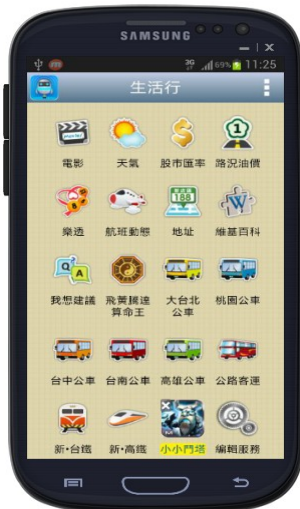 SAMSUNG
3G 69% 11:25
生活行
電影 天氣 股市匯率 路況油價
1
188
樂透 航班動態 地址 維基百科
W
Q A
我想建議 飛黃騰達 大台北 桃園公車
算命王 公車
台中公車 台南公車 高雄公車 公路客運
新•台鐵 新•高鐵 小小門塔 編輯服務